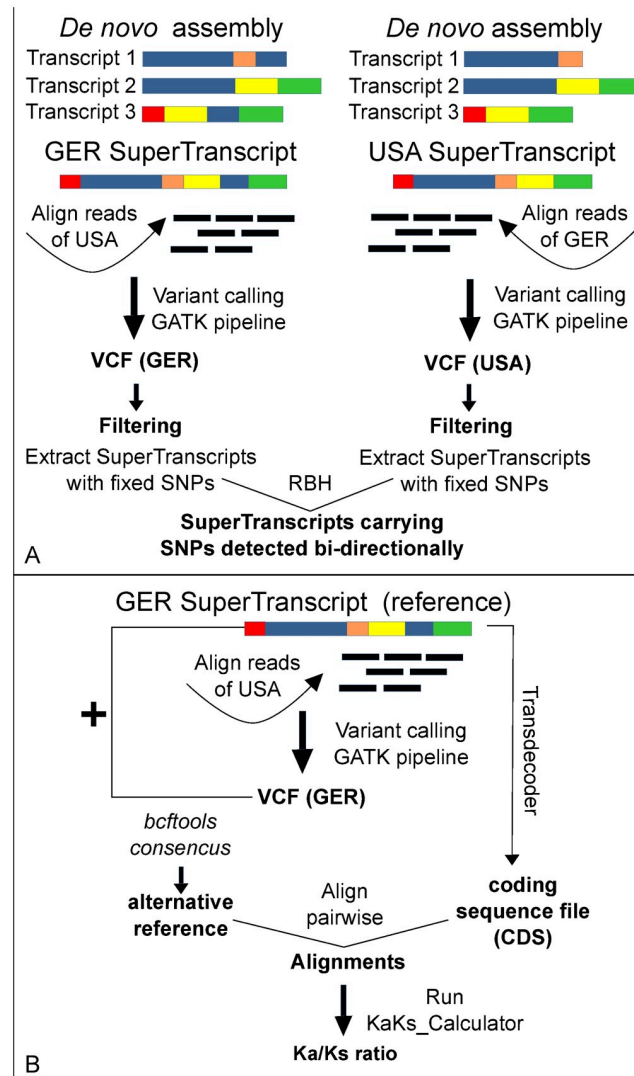 De novo assembly
Transcript 1
Transcript 2
Transcript 3
GER SuperTranscript
Align reads
of USA
Variant calling
GATK pipeline
VCF (GER)
Filtering
Extract SuperTranscripts
with fixed SNPs
De novo assembly
Transcript 1
Transcript 2
Transcript 3
USA SuperTranscript
Align reads
of GER
Variant calling
GATK pipeline
VCF (USA)
Filtering
Extract SuperTranscripts
with fixed SNPs
RBH
SuperTranscripts carrying
SNPs detected bi-directionally
A
GER SuperTranscript (reference)
Align reads
of USA
+
Variant calling
GATK pipeline
Transdecoder
VCF (GER)
bcftools
consencus
alternative
reference
Align
pairwise
coding
sequence file
(CDS)
Alignments
Run
KaKs_Calculator
Ka/Ks ratio
B